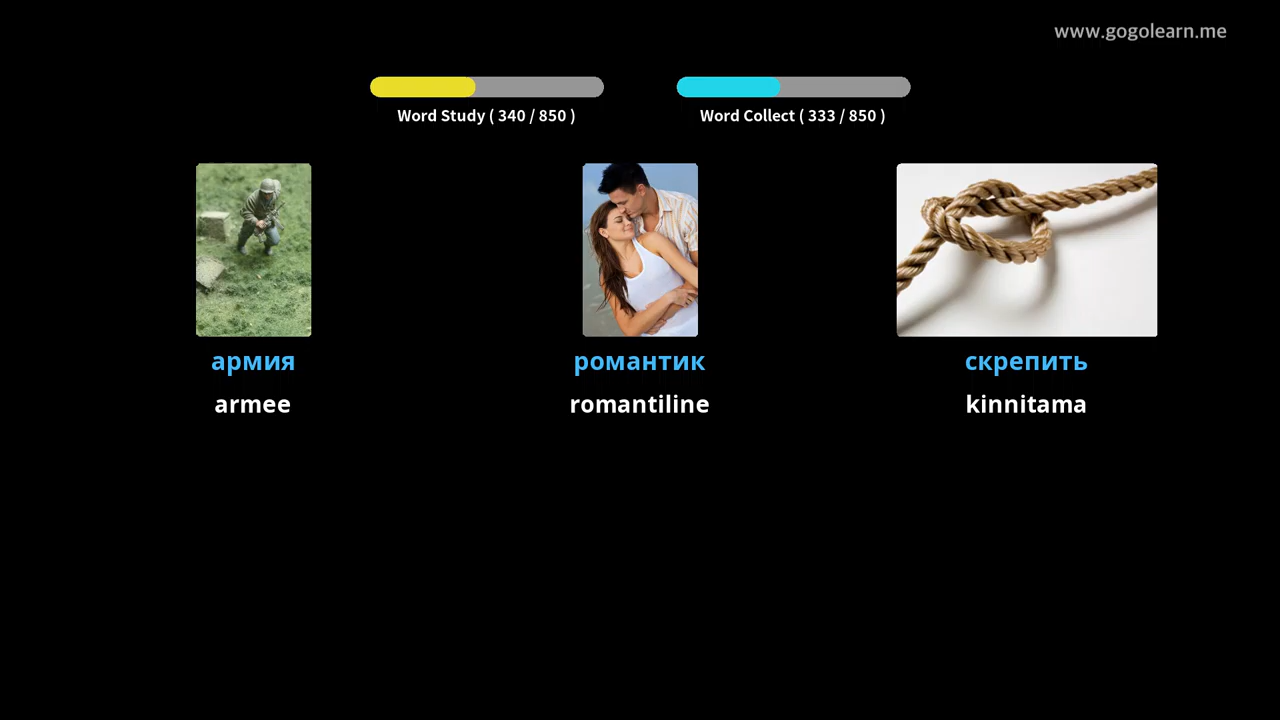 www.gogolearn.me
Word Study ( 340 / 850 )
Word Collect ( 333 / 850 )
армия
романтик
скрепить
armee
romantiline
kinnitama